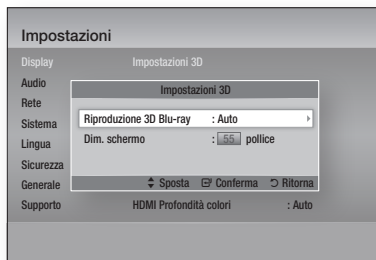 Impostazioni
Display Impostazioni 3D
Audio
Rete
Sistema
Lingua
Sicurezza
Generale
Supporto HDMI Profondità colori : Auto
Impostazioni 3D
Riproduzione 3D Blu-ray : Auto
Dim. schermo : 55 pollice
Sposta Conferma Ritorna